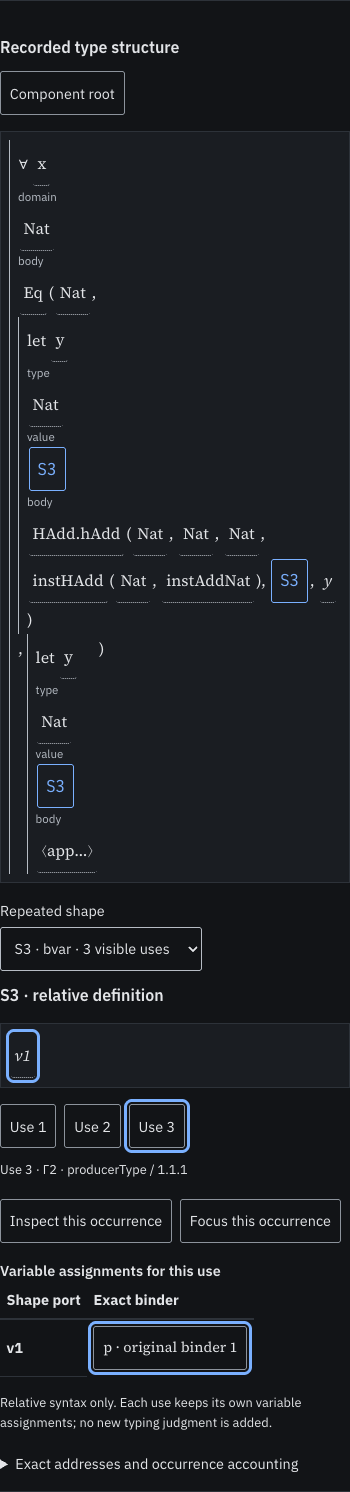 Recorded type structure
Component root
∀ x
domain
Nat
body
Eq ( Nat ,
let y
type
Nat
value
S3
body
HAdd.hAdd ( Nat , Nat , Nat ,
instHAdd ( Nat , instAddNat ), S3 , y
)
, let y )
type
Nat
value
S3
body
⟨app…⟩
Repeated shape
S3 · bvar · 3 visible uses
S3 · relative definition
v1
Use 1 Use 2 Use 3
Use 3 · Γ2 · producerType / 1.1.1
Inspect this occurrence Focus this occurrence
Variable assignments for this use
Shape port Exact binder
v1 p · original binder 1
Relative syntax only. Each use keeps its own variable
assignments; no new typing judgment is added.
▶ Exact addresses and occurrence accounting